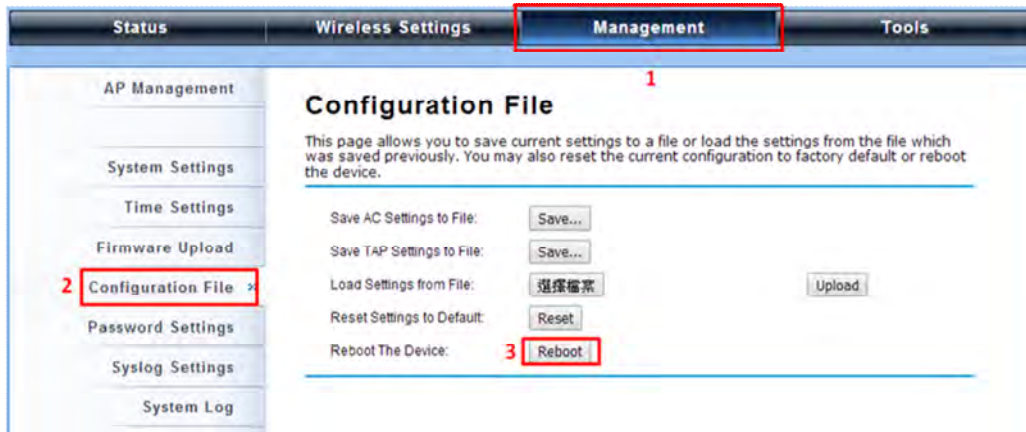 Status Wireless Settings Management Tools
1
AP Management
Configuration File
This page allows you to save current settings to a file or load the settings from the file which
was saved previously. You may also reset the current configuration to factory default or reboot
the device.
System Settings
Time Settings
Firmware Upload
2 Configuration File »
Password Settings
Syslog Settings
System Log
Save AC Settings to File: Save...
Save TAP Settings to File: Save...
Load Settings from File: 選擇檔案 Upload
Reset Settings to Default: Reset
Reboot The Device: 3 Reboot